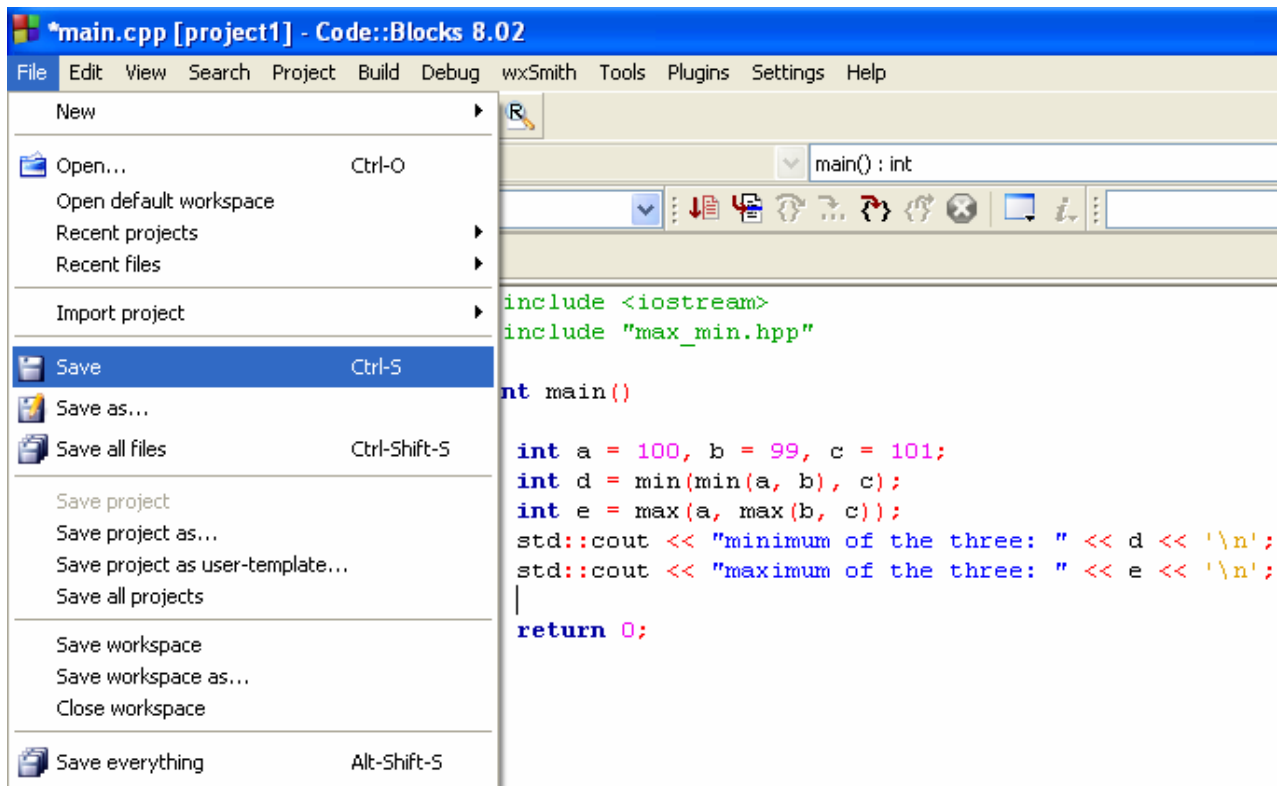 *main.cpp [project1] - Code::Blocks 8.02
File Edit View Search Project Build Debug wxSmith Tools Plugins Settings Help
New
Open... Ctrl-O
Open default workspace
Recent projects
Recent files
Import project
Save Ctrl-S
Save as...
Save all files Ctrl-Shift-S
Save project
Save project as...
Save project as user-template...
Save all projects
Save workspace
Save workspace as...
Close workspace
Save everything Alt-Shift-S
R
main() : int
include <iostream>
include "max_min.hpp"
nt main()
int a = 100, b = 99, c = 101;
int d = min(min(a, b), c);
int e = max(a, max(b, c));
std::cout << "minimum of the three: " << d << '\n';
std::cout << "maximum of the three: " << e << '\n';
return 0;